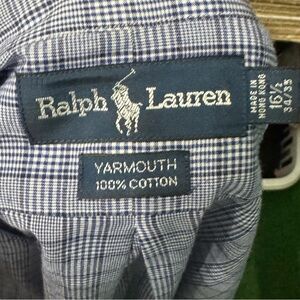 Ralph Lauren
MADE IN
HONG KONG
16½
34/35
YARMOUTH
100% COTTON